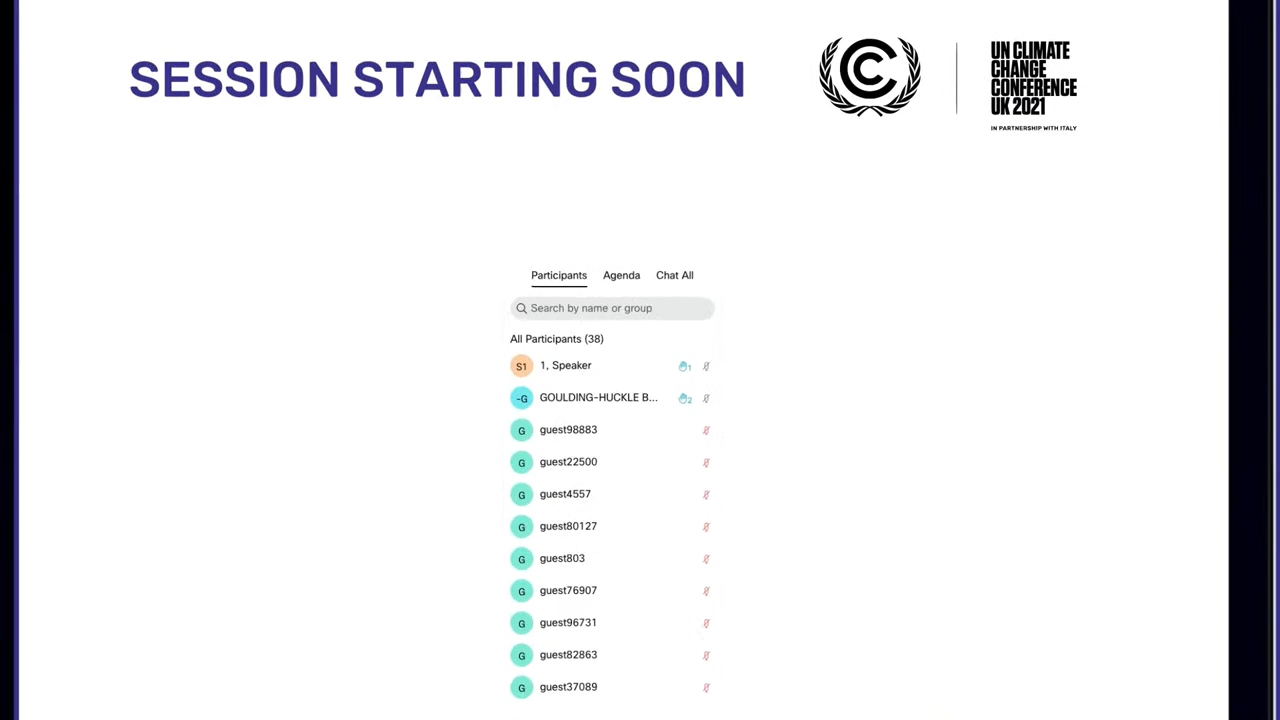 SESSION STARTING SOON
UN CLIMATE
CHANGE
CONFERENCE
UK 2021
IN PARTNERSHIP WITH ITALY
Participants Agenda Chat All
Search by name or group
All Participants (38)
S1 1, Speaker 1
-G GOULDING-HUCKLE B... 2
G guest98883
G guest22500
G guest4557
G guest80127
G guest803
G guest76907
G guest96731
G guest82863
G guest37089